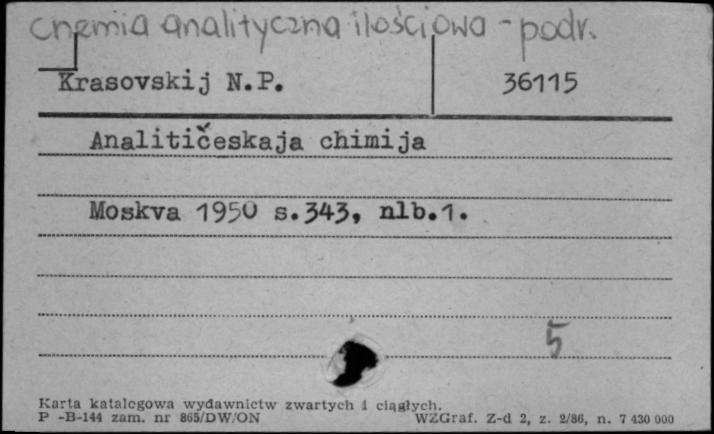 chemia analityczna ilościowa - podr.
Krasovskij N.P. 36115
Analitičeskaja chimija
Moskva 1950 s.343, nlb.1.
5
Karta katalogowa wydawnictw zwartych i ciągłych.
P -B-144 zam. nr 865/DW/ON WZGraf. Z-d 2, z. 2/86, n. 7 430 000